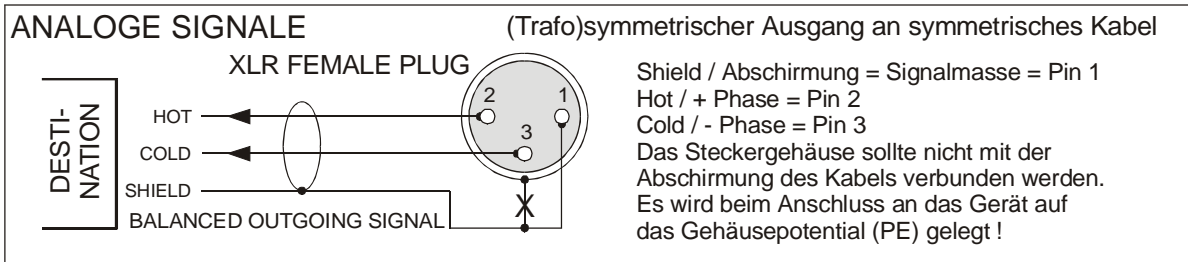 ANALOGE SIGNALE
(Trafo)symmetrischer Ausgang an symmetrisches Kabel
XLR FEMALE PLUG
DESTI-
NATION
HOT
COLD
SHIELD
2
1
3
X
BALANCED OUTGOING SIGNAL
Shield / Abschirmung = Signalmasse = Pin 1
Hot / + Phase = Pin 2
Cold / - Phase = Pin 3
Das Steckergehäuse sollte nicht mit der
Abschirmung des Kabels verbunden werden.
Es wird beim Anschluss an das Gerät auf
das Gehäusepotential (PE) gelegt !